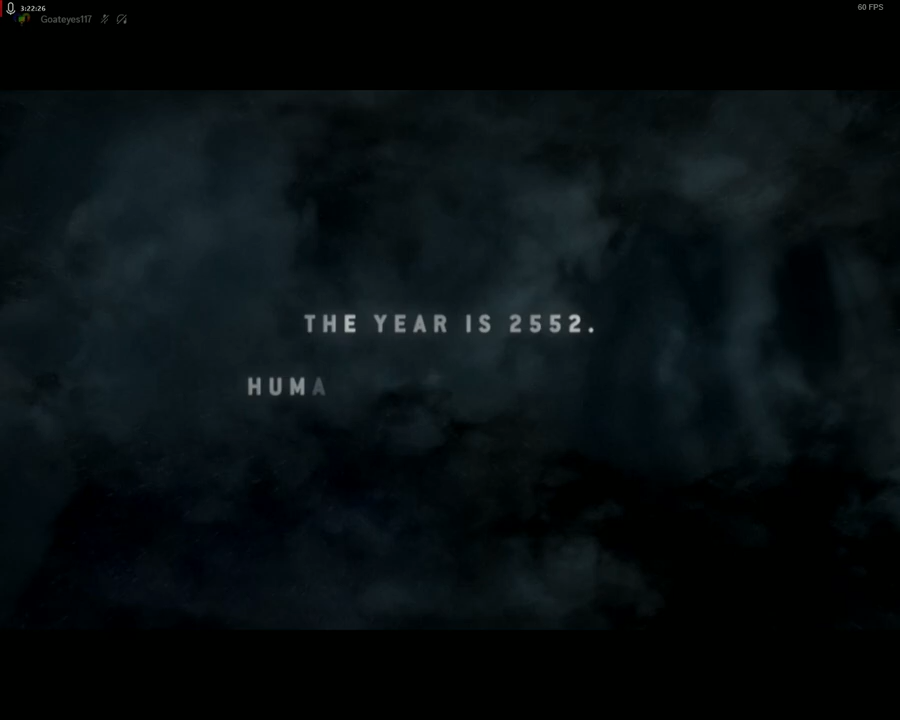 3:22:26
60 FPS
Goateyes117
THE YEAR IS 2552.
HUMA